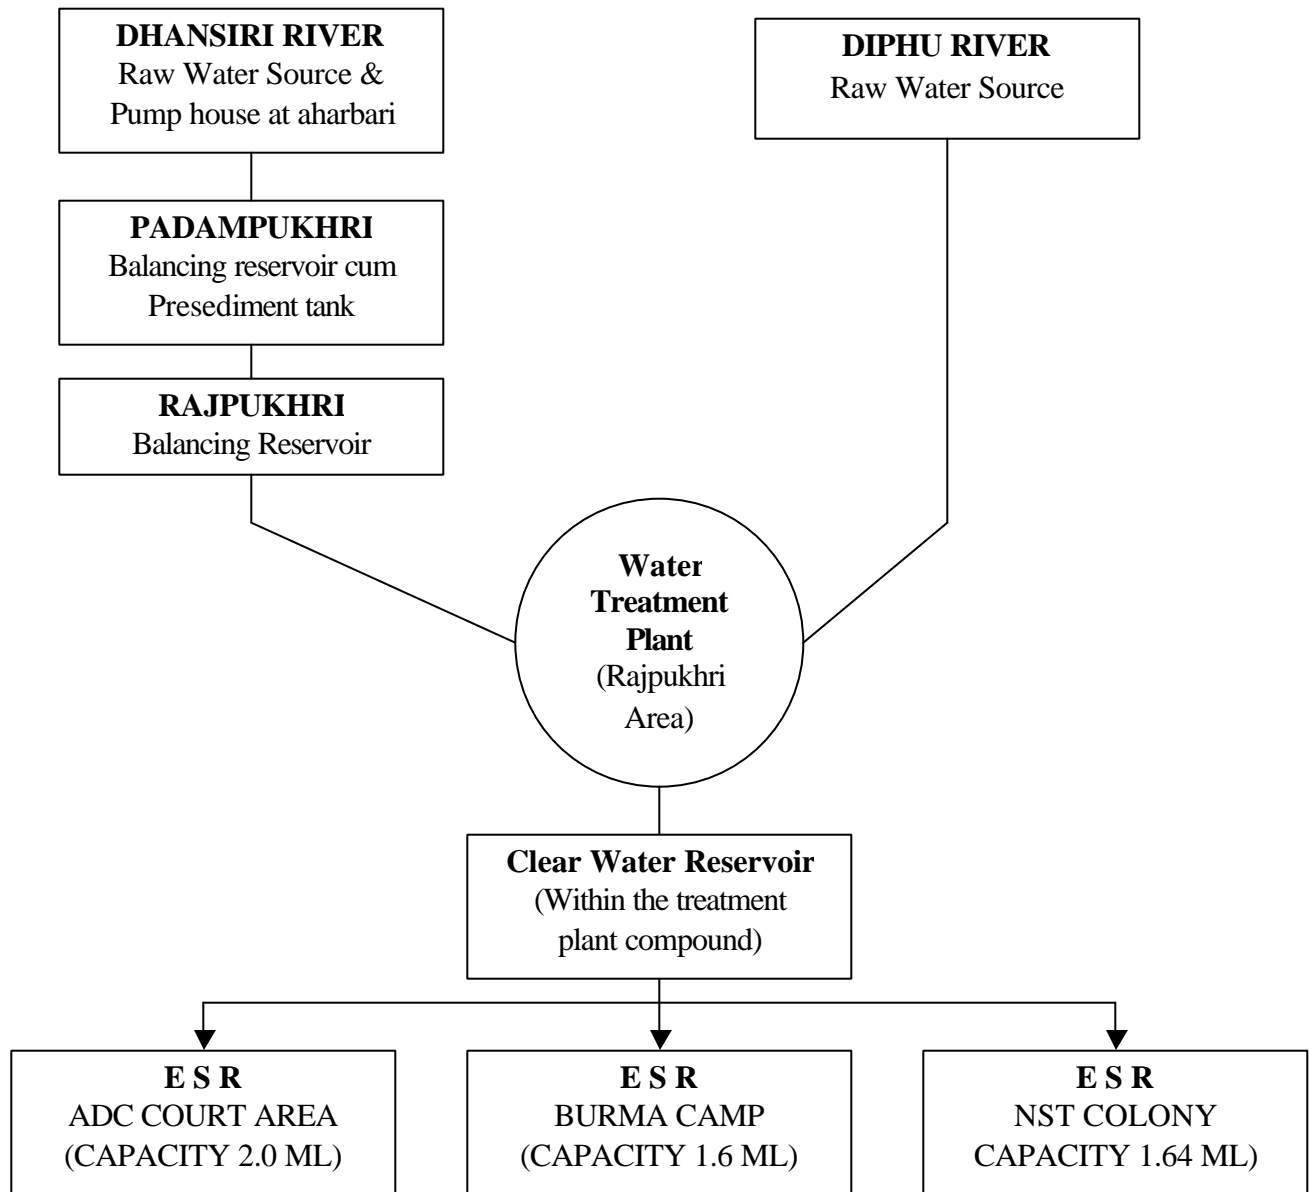 DHANSIRI RIVER
Raw Water Source &
Pump house at aharbari
DIPHU RIVER
Raw Water Source
PADAMPUKHRI
Balancing reservoir cum
Presediment tank
RAJPUKHRI
Balancing Reservoir
Water
Treatment
Plant
(Rajpukhri
Area)
Clear Water Reservoir
(Within the treatment
plant compound)
E S R
ADC COURT AREA
(CAPACITY 2.0 ML)
E S R
BURMA CAMP
(CAPACITY 1.6 ML)
E S R
NST COLONY
CAPACITY 1.64 ML)